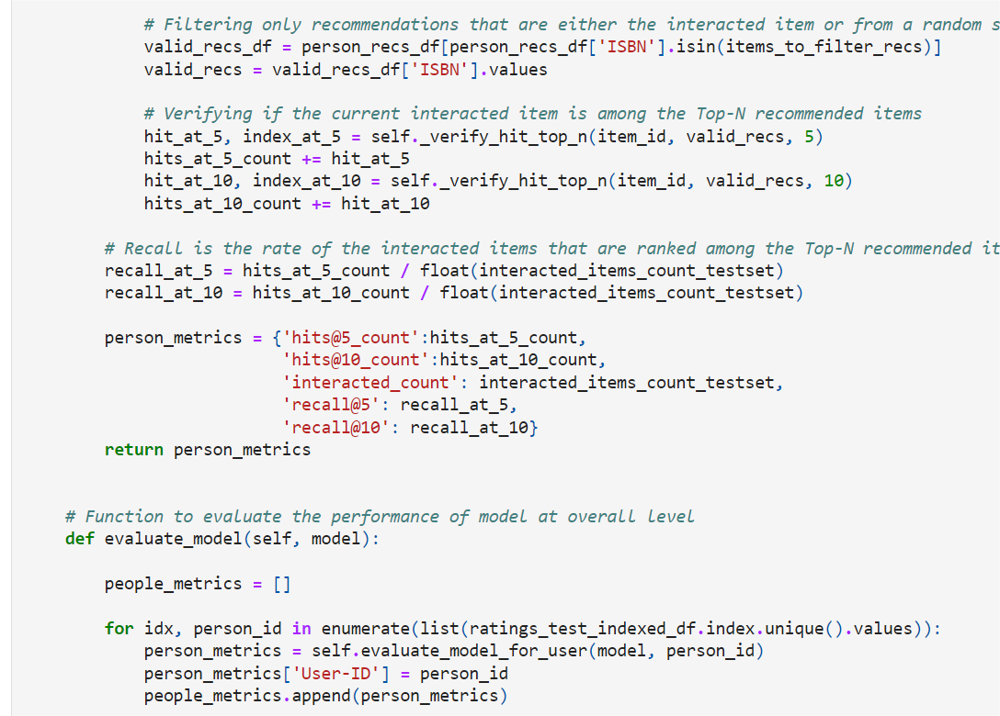 # Filtering only recommendations that are either the interacted item or from a random s
valid_recs_df = person_recs_df[person_recs_df['ISBN'].isin(items_to_filter_recs)]
valid_recs = valid_recs_df['ISBN'].values
# Verifying if the current interacted item is among the Top-N recommended items
hit_at_5, index_at_5 = self._verify_hit_top_n(item_id, valid_recs, 5)
hits_at_5_count += hit_at_5
hit_at_10, index_at_10 = self._verify_hit_top_n(item_id, valid_recs, 10)
hits_at_10_count += hit_at_10
# Recall is the rate of the interacted items that are ranked among the Top-N recommended it
recall_at_5 = hits_at_5_count / float(interacted_items_count_testset)
recall_at_10 = hits_at_10_count / float(interacted_items_count_testset)
person_metrics = {'hits@5_count':hits_at_5_count,
'hits@10_count':hits_at_10_count,
'interacted_count': interacted_items_count_testset,
'recall@5': recall_at_5,
'recall@10': recall_at_10}
return person_metrics
# Function to evaluate the performance of model at overall level
def evaluate_model(self, model):
people_metrics = []
for idx, person_id in enumerate(list(ratings_test_indexed_df.index.unique().values)):
person_metrics = self.evaluate_model_for_user(model, person_id)
person_metrics['User-ID'] = person_id
people_metrics.append(person_metrics)